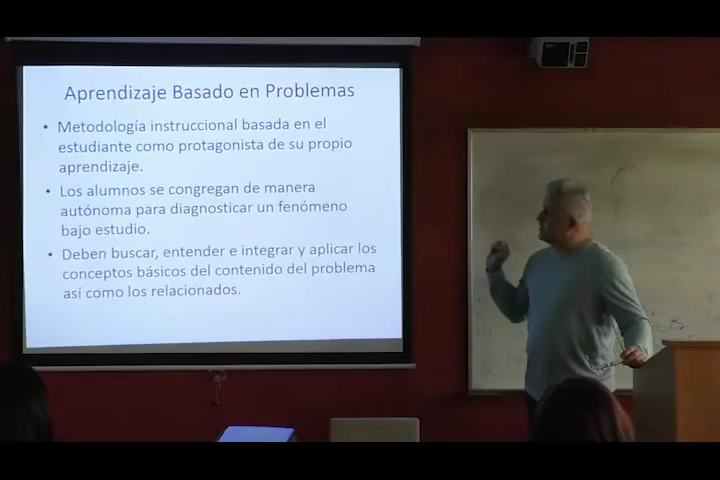 Aprendizaje Basado en Problemas
• Metodología instruccional basada en el
estudiante como protagonista de su propio
aprendizaje.
• Los alumnos se congregan de manera
autónoma para diagnosticar un fenómeno
bajo estudio.
• Deben buscar, entender e integrar y aplicar los
conceptos básicos del contenido del problema
así como los relacionados.